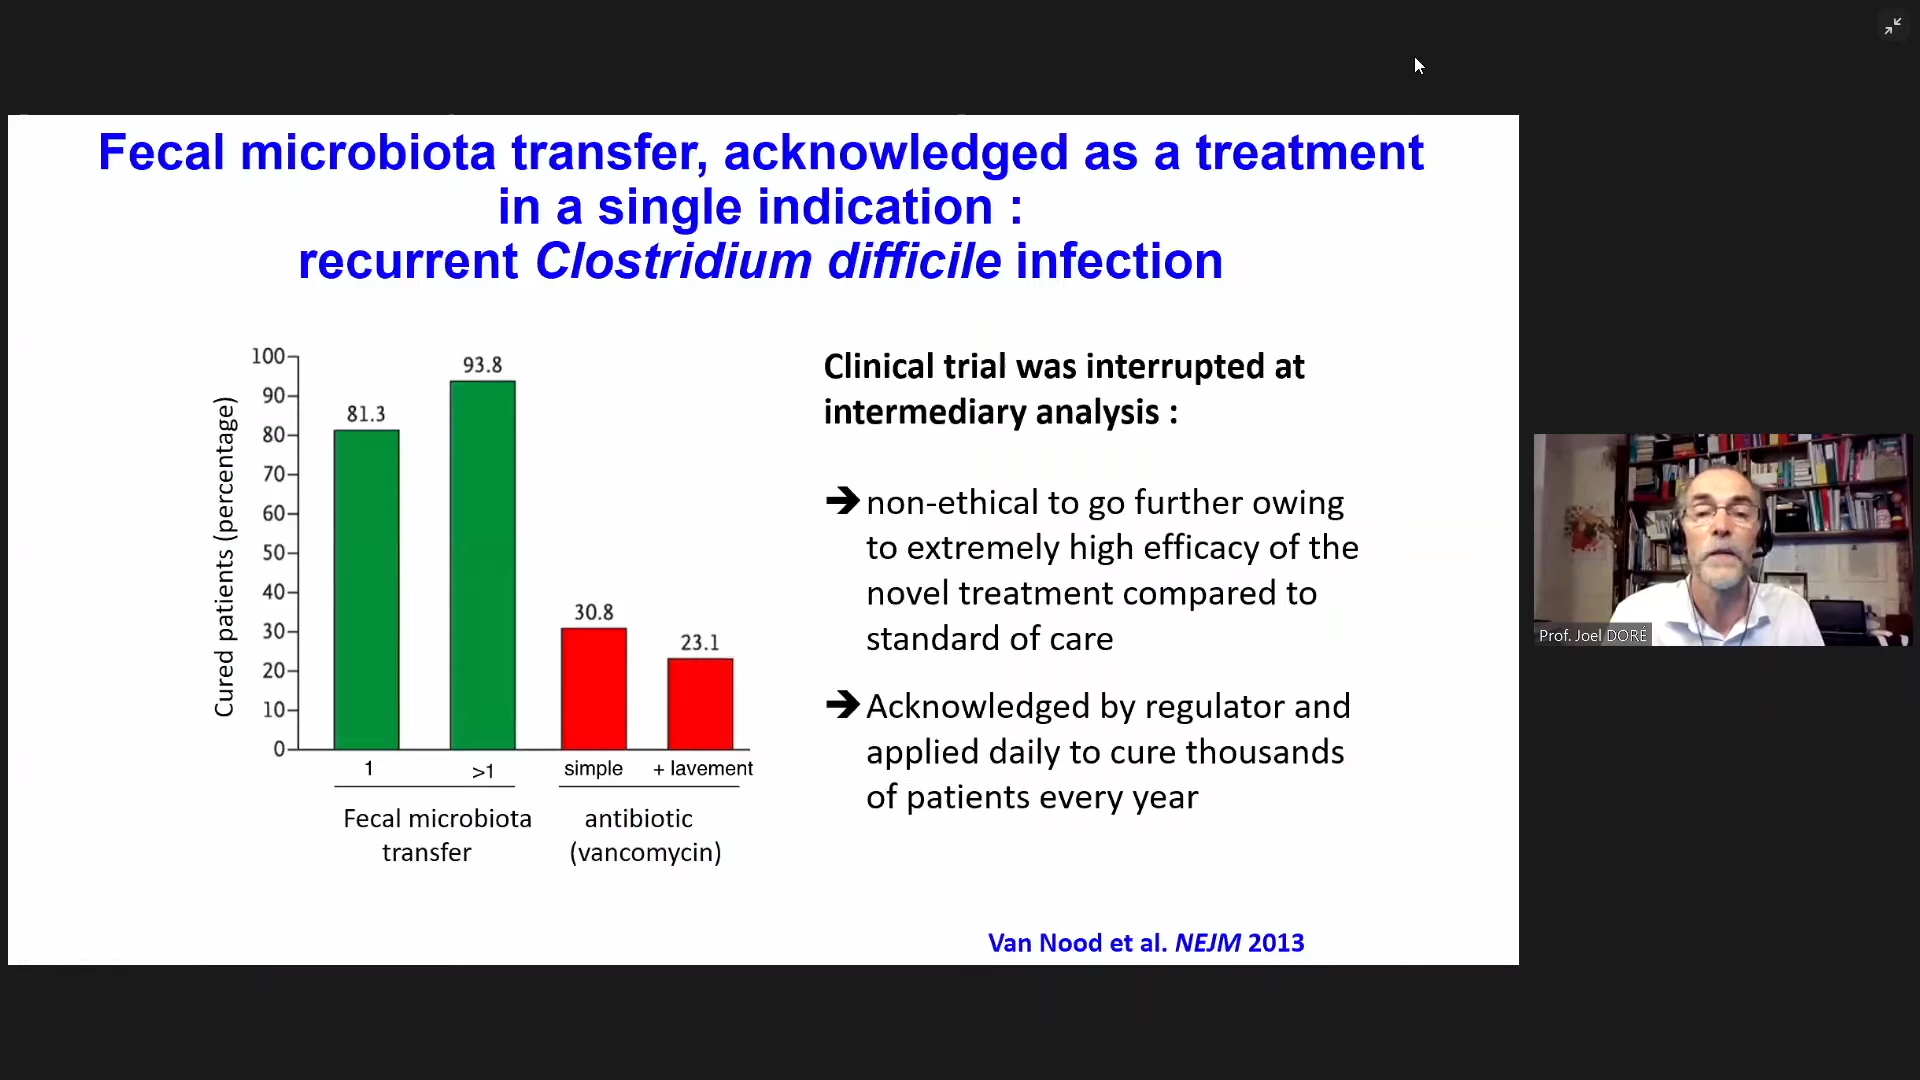 Fecal microbiota transfer, acknowledged as a treatment
in a single indication :
recurrent Clostridium difficile infection
Cured patients (percentage)
100
90
80
70
60
50
40
30
20
10
0
81.3
93.8
30.8
23.1
1
>1
simple
+ lavement
Fecal microbiota
transfer
antibiotic
(vancomycin)
Clinical trial was interrupted at
intermediary analysis :
➔ non-ethical to go further owing
to extremely high efficacy of the
novel treatment compared to
standard of care
➔ Acknowledged by regulator and
applied daily to cure thousands
of patients every year
Van Nood et al. NEJM 2013
Prof. Joel DORÉ